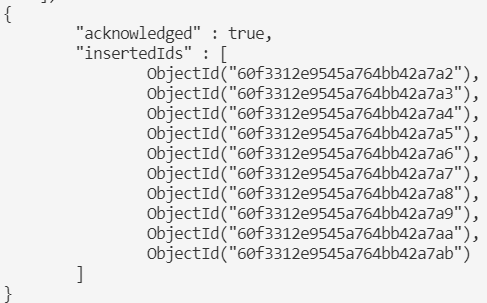 {
"acknowledged" : true,
"insertedIds" : [
ObjectId("60f3312e9545a764bb42a7a2"),
ObjectId("60f3312e9545a764bb42a7a3"),
ObjectId("60f3312e9545a764bb42a7a4"),
ObjectId("60f3312e9545a764bb42a7a5"),
ObjectId("60f3312e9545a764bb42a7a6"),
ObjectId("60f3312e9545a764bb42a7a7"),
ObjectId("60f3312e9545a764bb42a7a8"),
ObjectId("60f3312e9545a764bb42a7a9"),
ObjectId("60f3312e9545a764bb42a7aa"),
ObjectId("60f3312e9545a764bb42a7ab")
]
}